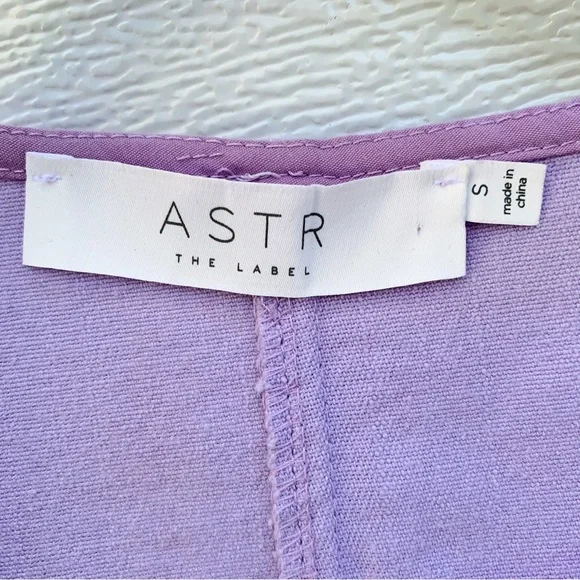 ASTR
THE LABEL
S
made in
china